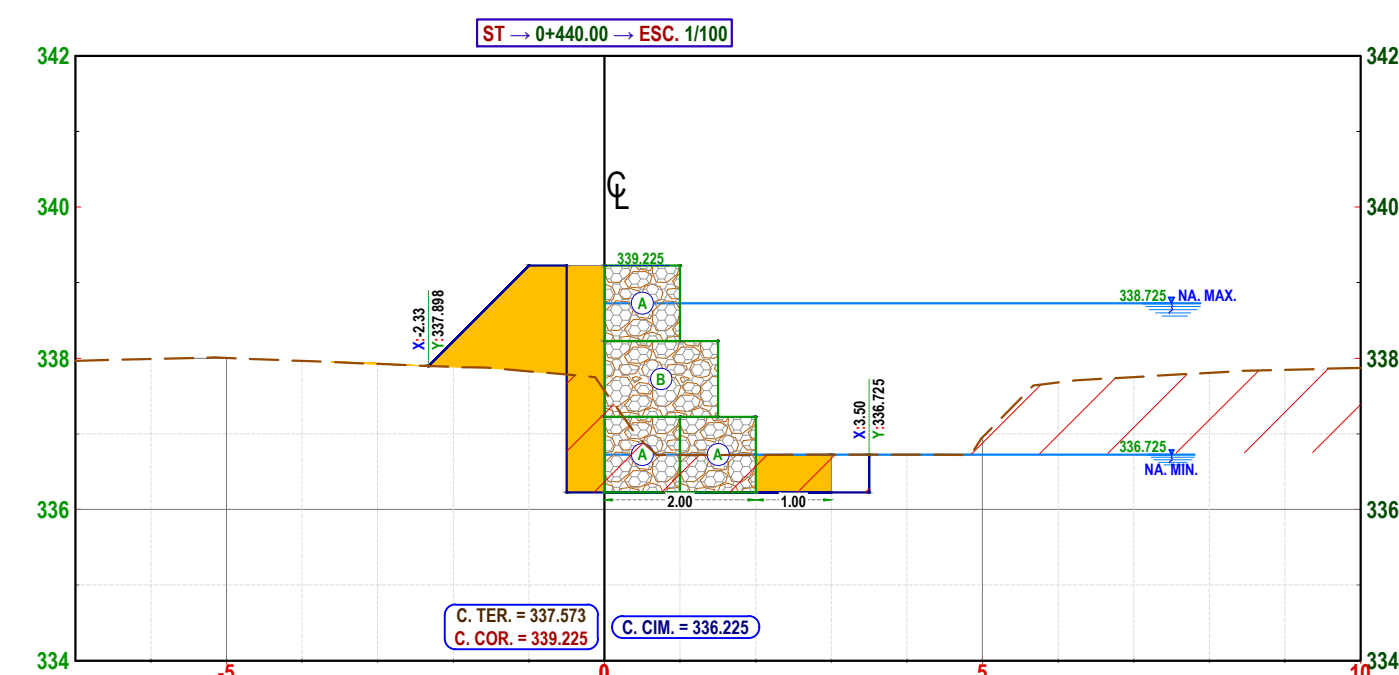 ST → 0+440.00 → ESC. 1/100
342
342
℄
340
340
339.225
A
338.725
NA. MAX.
X:-2.33
Y:337.898
338
338
B
X:3.50
Y:336.725
A
A
336.725
NA. MIN.
2.00
1.00
336
336
C. TER. = 337.573
C. COR. = 339.225
C. CIM. = 336.225
334
334
-5
0
5
10